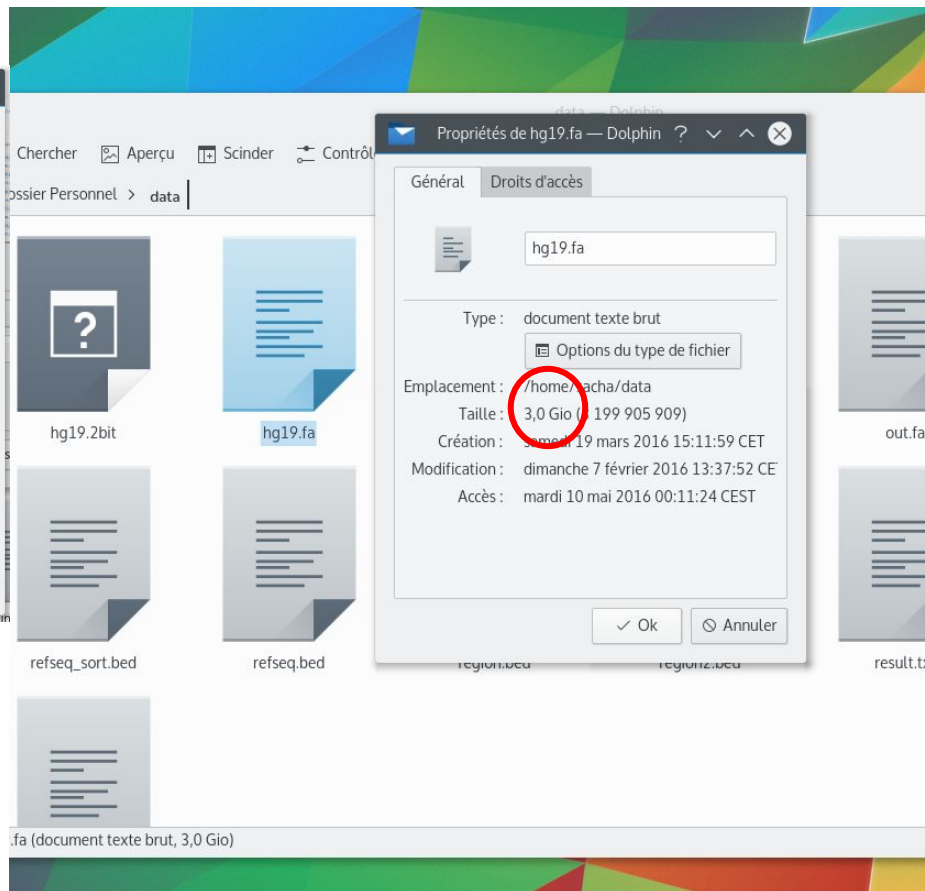 data — Dolphin
Propriétés de hg19.fa — Dolphin
Chercher Aperçu Scinder Contrôl
ossier Personnel > data
Général Droits d'accès
hg19.fa
Type : document texte brut
Options du type de fichier
Emplacement : /home/sacha/data
Taille : 3,0 Gio (3 199 905 909)
Création : samedi 19 mars 2016 15:11:59 CET
Modification : dimanche 7 février 2016 13:37:52 CE
Accès : mardi 10 mai 2016 00:11:24 CEST
Ok Annuler
?
hg19.2bit
hg19.fa
out.fa
refseq_sort.bed
refseq.bed
region.bed
region2.bed
result.t
.fa (document texte brut, 3,0 Gio)